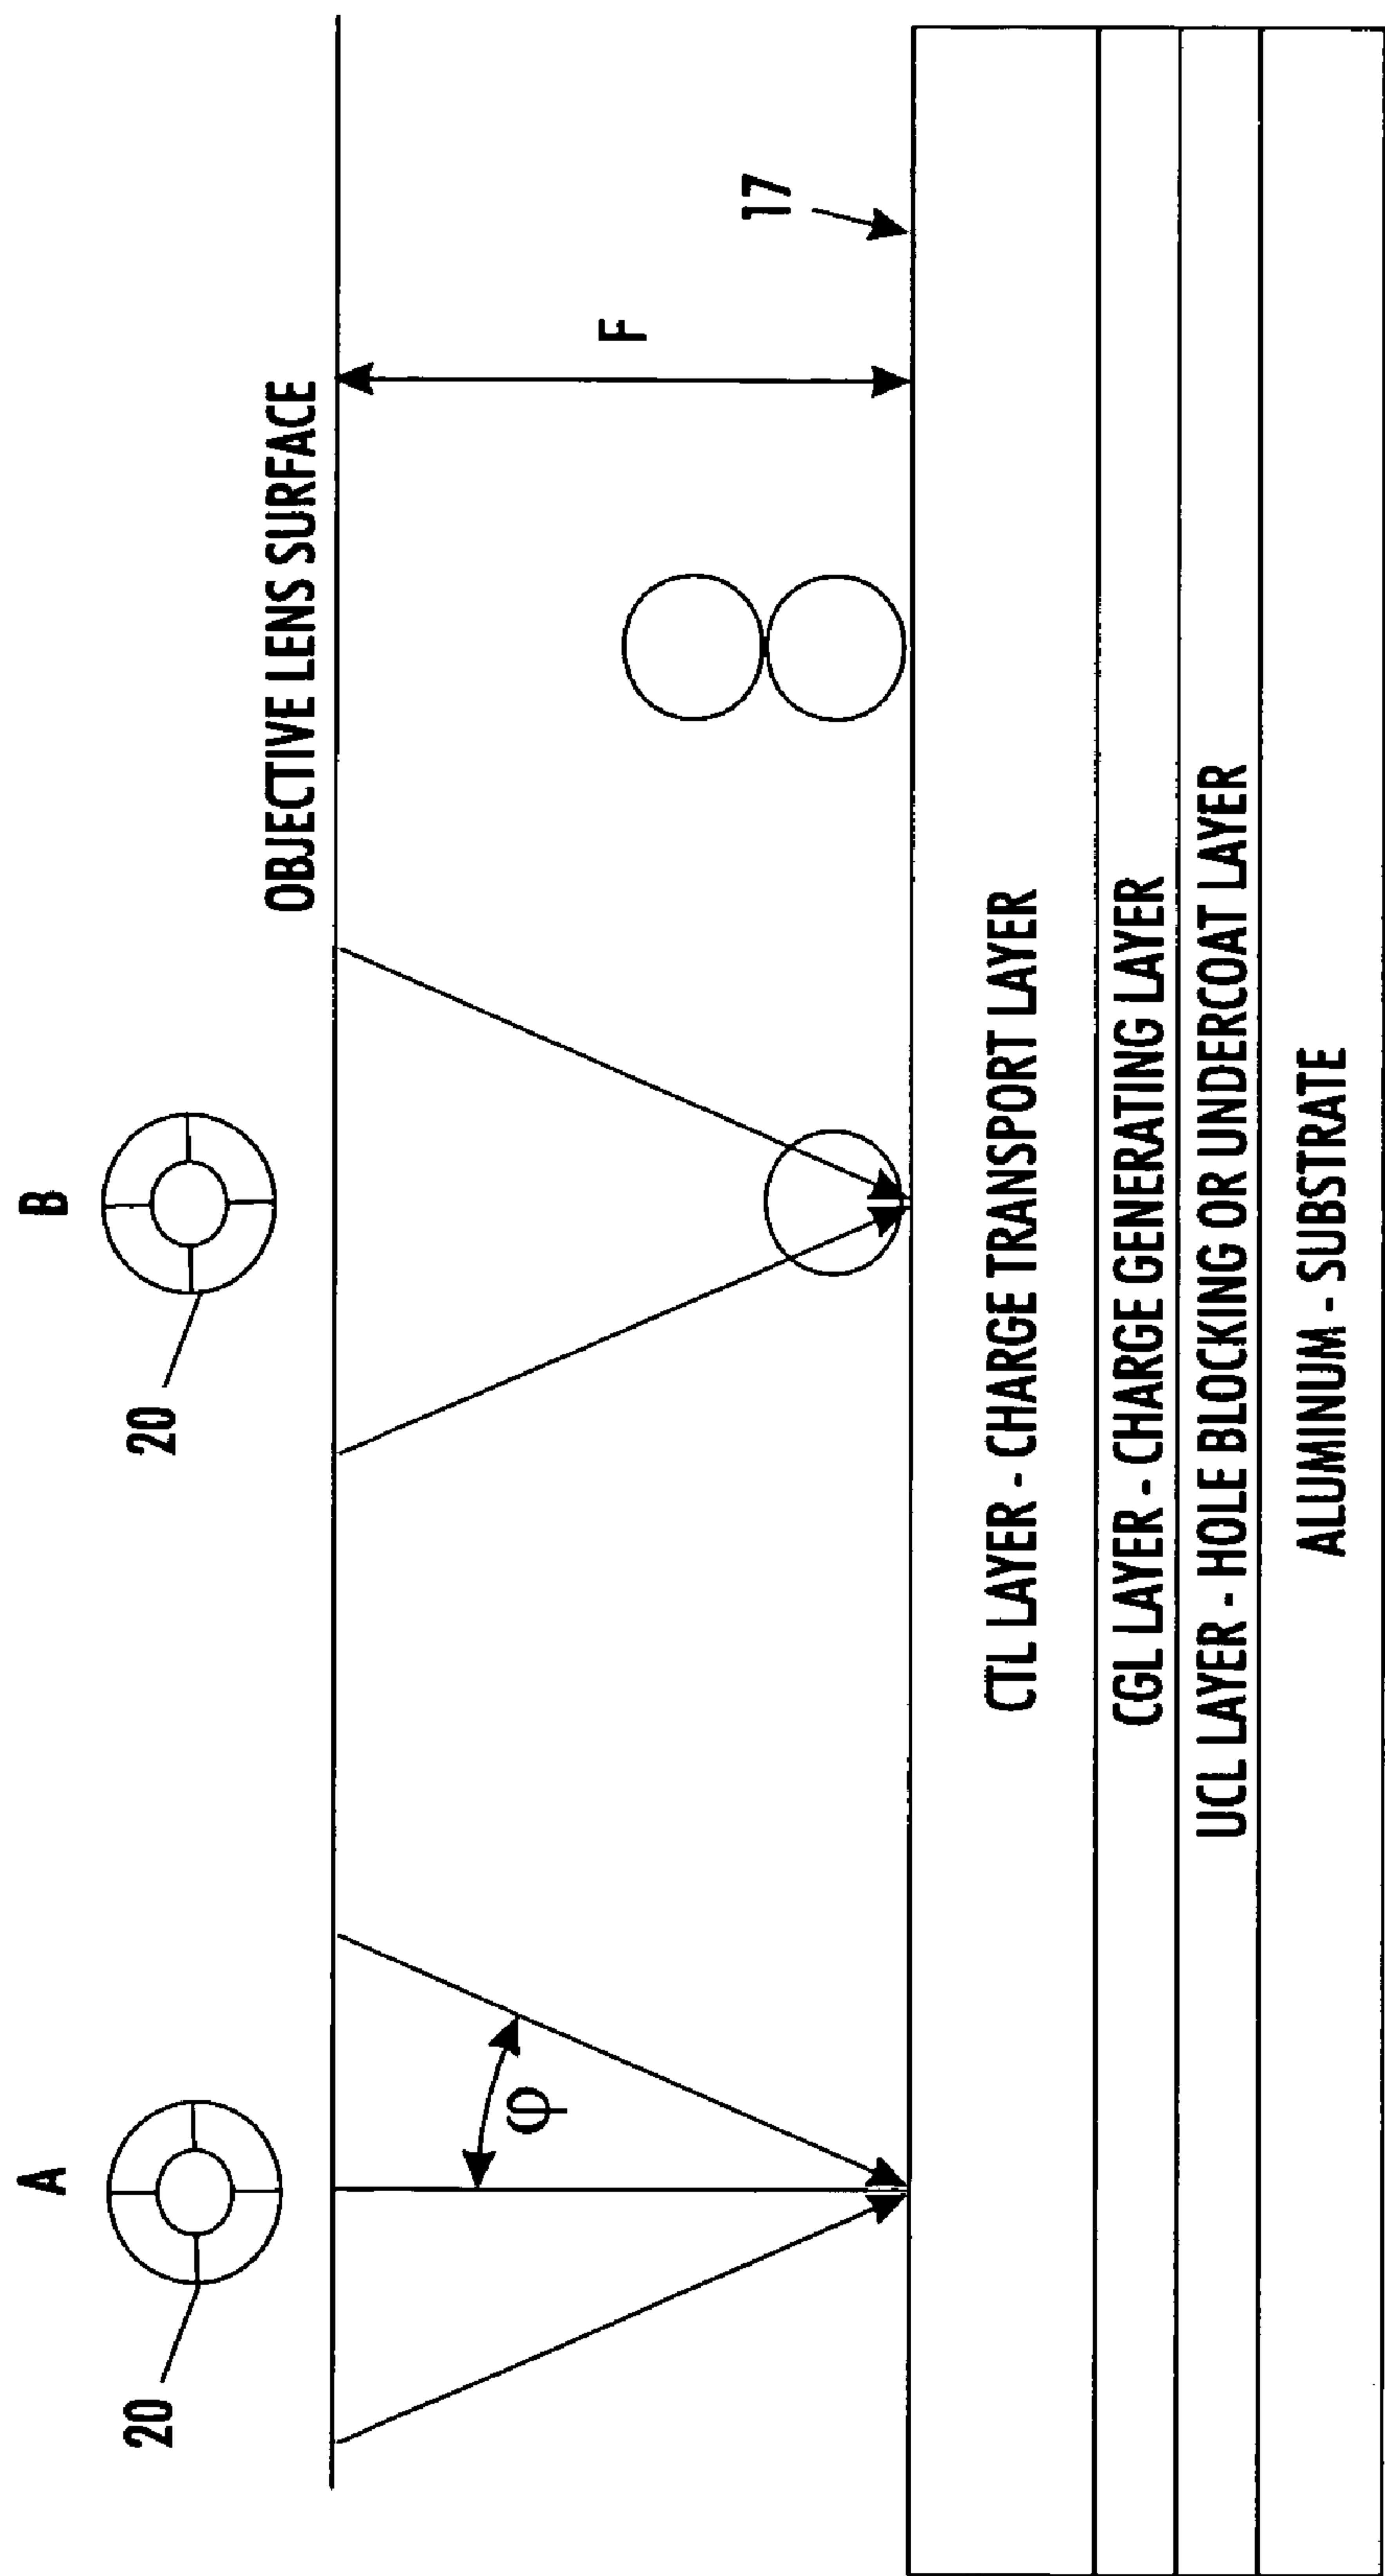 A
B
20
20
OBJECTIVE LENS SURFACE
φ
F
17
CTL LAYER - CHARGE TRANSPORT LAYER
CGL LAYER - CHARGE GENERATING LAYER
UCL LAYER - HOLE BLOCKING OR UNDERCOAT LAYER
ALUMINUM - SUBSTRATE